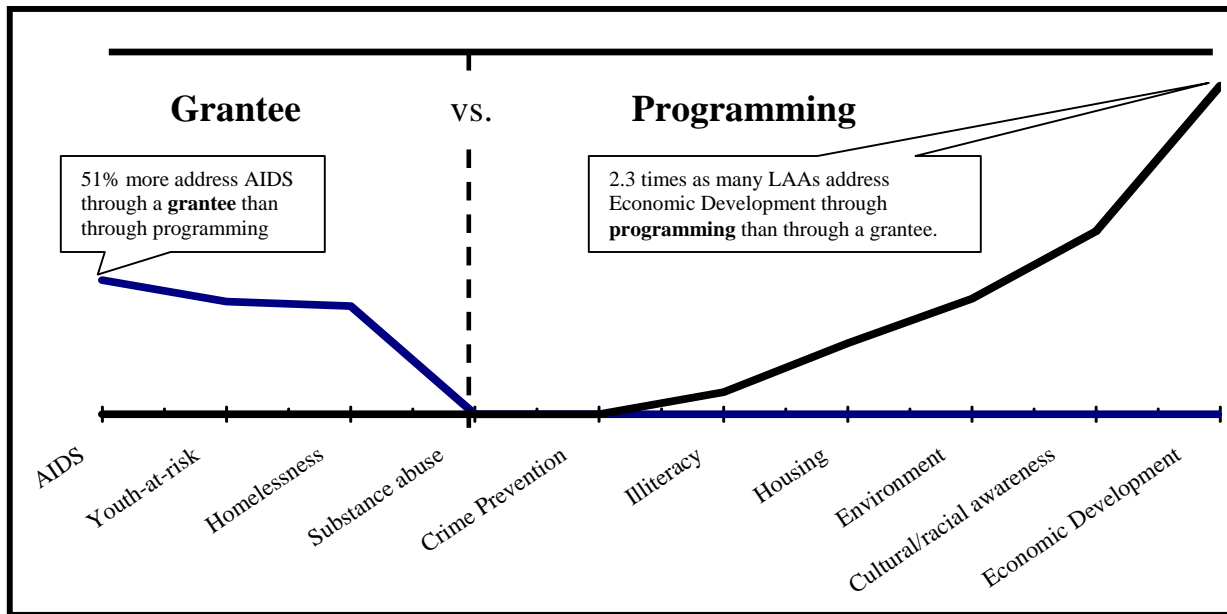 Grantee vs. Programming
51% more address AIDS
through a grantee than
through programming
2.3 times as many LAAs address
Economic Development through
programming than through a grantee.
AIDS
Youth-at-risk
Homelessness
Substance abuse
Crime Prevention
Illiteracy
Housing
Environment
Cultural/racial awareness
Economic Development